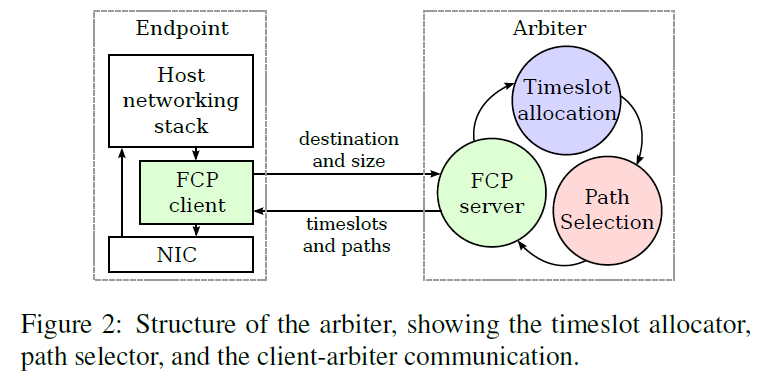 Endpoint
Host
networking
stack
FCP
client
NIC
destination
and size
timeslots
and paths
Arbiter
Timeslot
allocation
FCP
server
Path
Selection
Figure 2: Structure of the arbiter, showing the timeslot allocator,
path selector, and the client-arbiter communication.